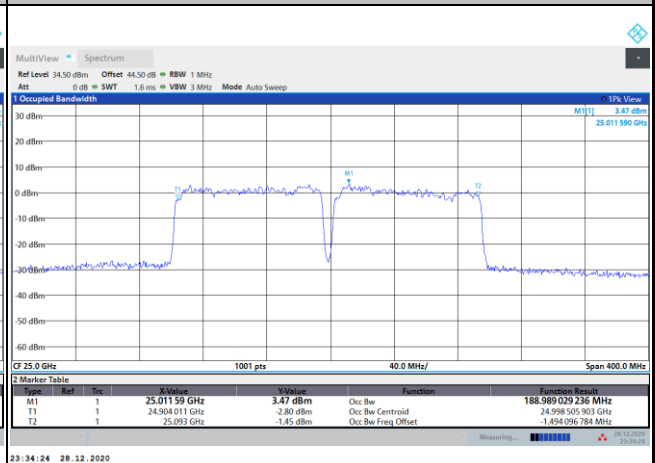 MultiView Spectrum
Ref Level 34.50 dBm Offset 44.50 dB RBW 1 MHz
Att 0 dB SWT 1.6 ms VBW 3 MHz Mode Auto Sweep
1 Occupied Bandwidth 1Pk View
M1[1] 3.47 dBm
25.011 590 GHz
30 dBm
20 dBm
10 dBm
M1
T1
T2
0 dBm
-10 dBm
-20 dBm
-30 dBm
-40 dBm
-50 dBm
-60 dBm
CF 25.0 GHz 1001 pts 40.0 MHz/ Span 400.0 MHz
2 Marker Table
Type Ref Trc X-Value Y-Value Function Function Result
M1 1 25.011 59 GHz 3.47 dBm Occ Bw 188.989 029 236 MHz
T1 1 24.904 011 GHz -2.80 dBm Occ Bw Centroid 24.998 505 903 GHz
T2 1 25.093 GHz -1.45 dBm Occ Bw Freq Offset -1.494 096 784 MHz
Measuring... 28.12.2020
23:34:24
23:34:24 28.12.2020